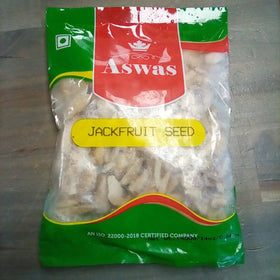 Aswas
JACKFRUIT SEED
AN ISO 22000-2018 CERTIFIED COMPANY